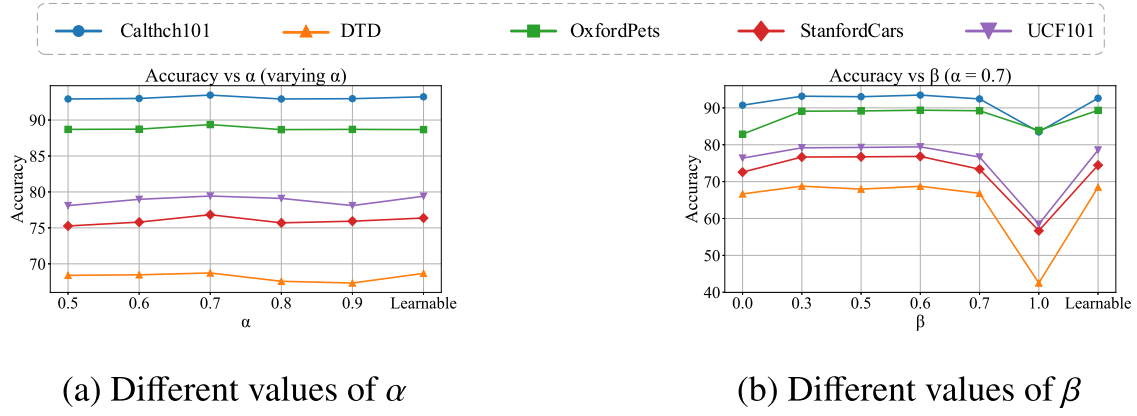 Calthch101 DTD OxfordPets StanfordCars UCF101
Accuracy vs α (varying α)
Accuracy
90
85
80
75
70
0.5 0.6 0.7 0.8 0.9 Learnable
α
(a) Different values of α
Accuracy vs β (α = 0.7)
Accuracy
90
80
70
60
50
40
0.0 0.3 0.5 0.6 0.7 1.0 Learnable
β
(b) Different values of β